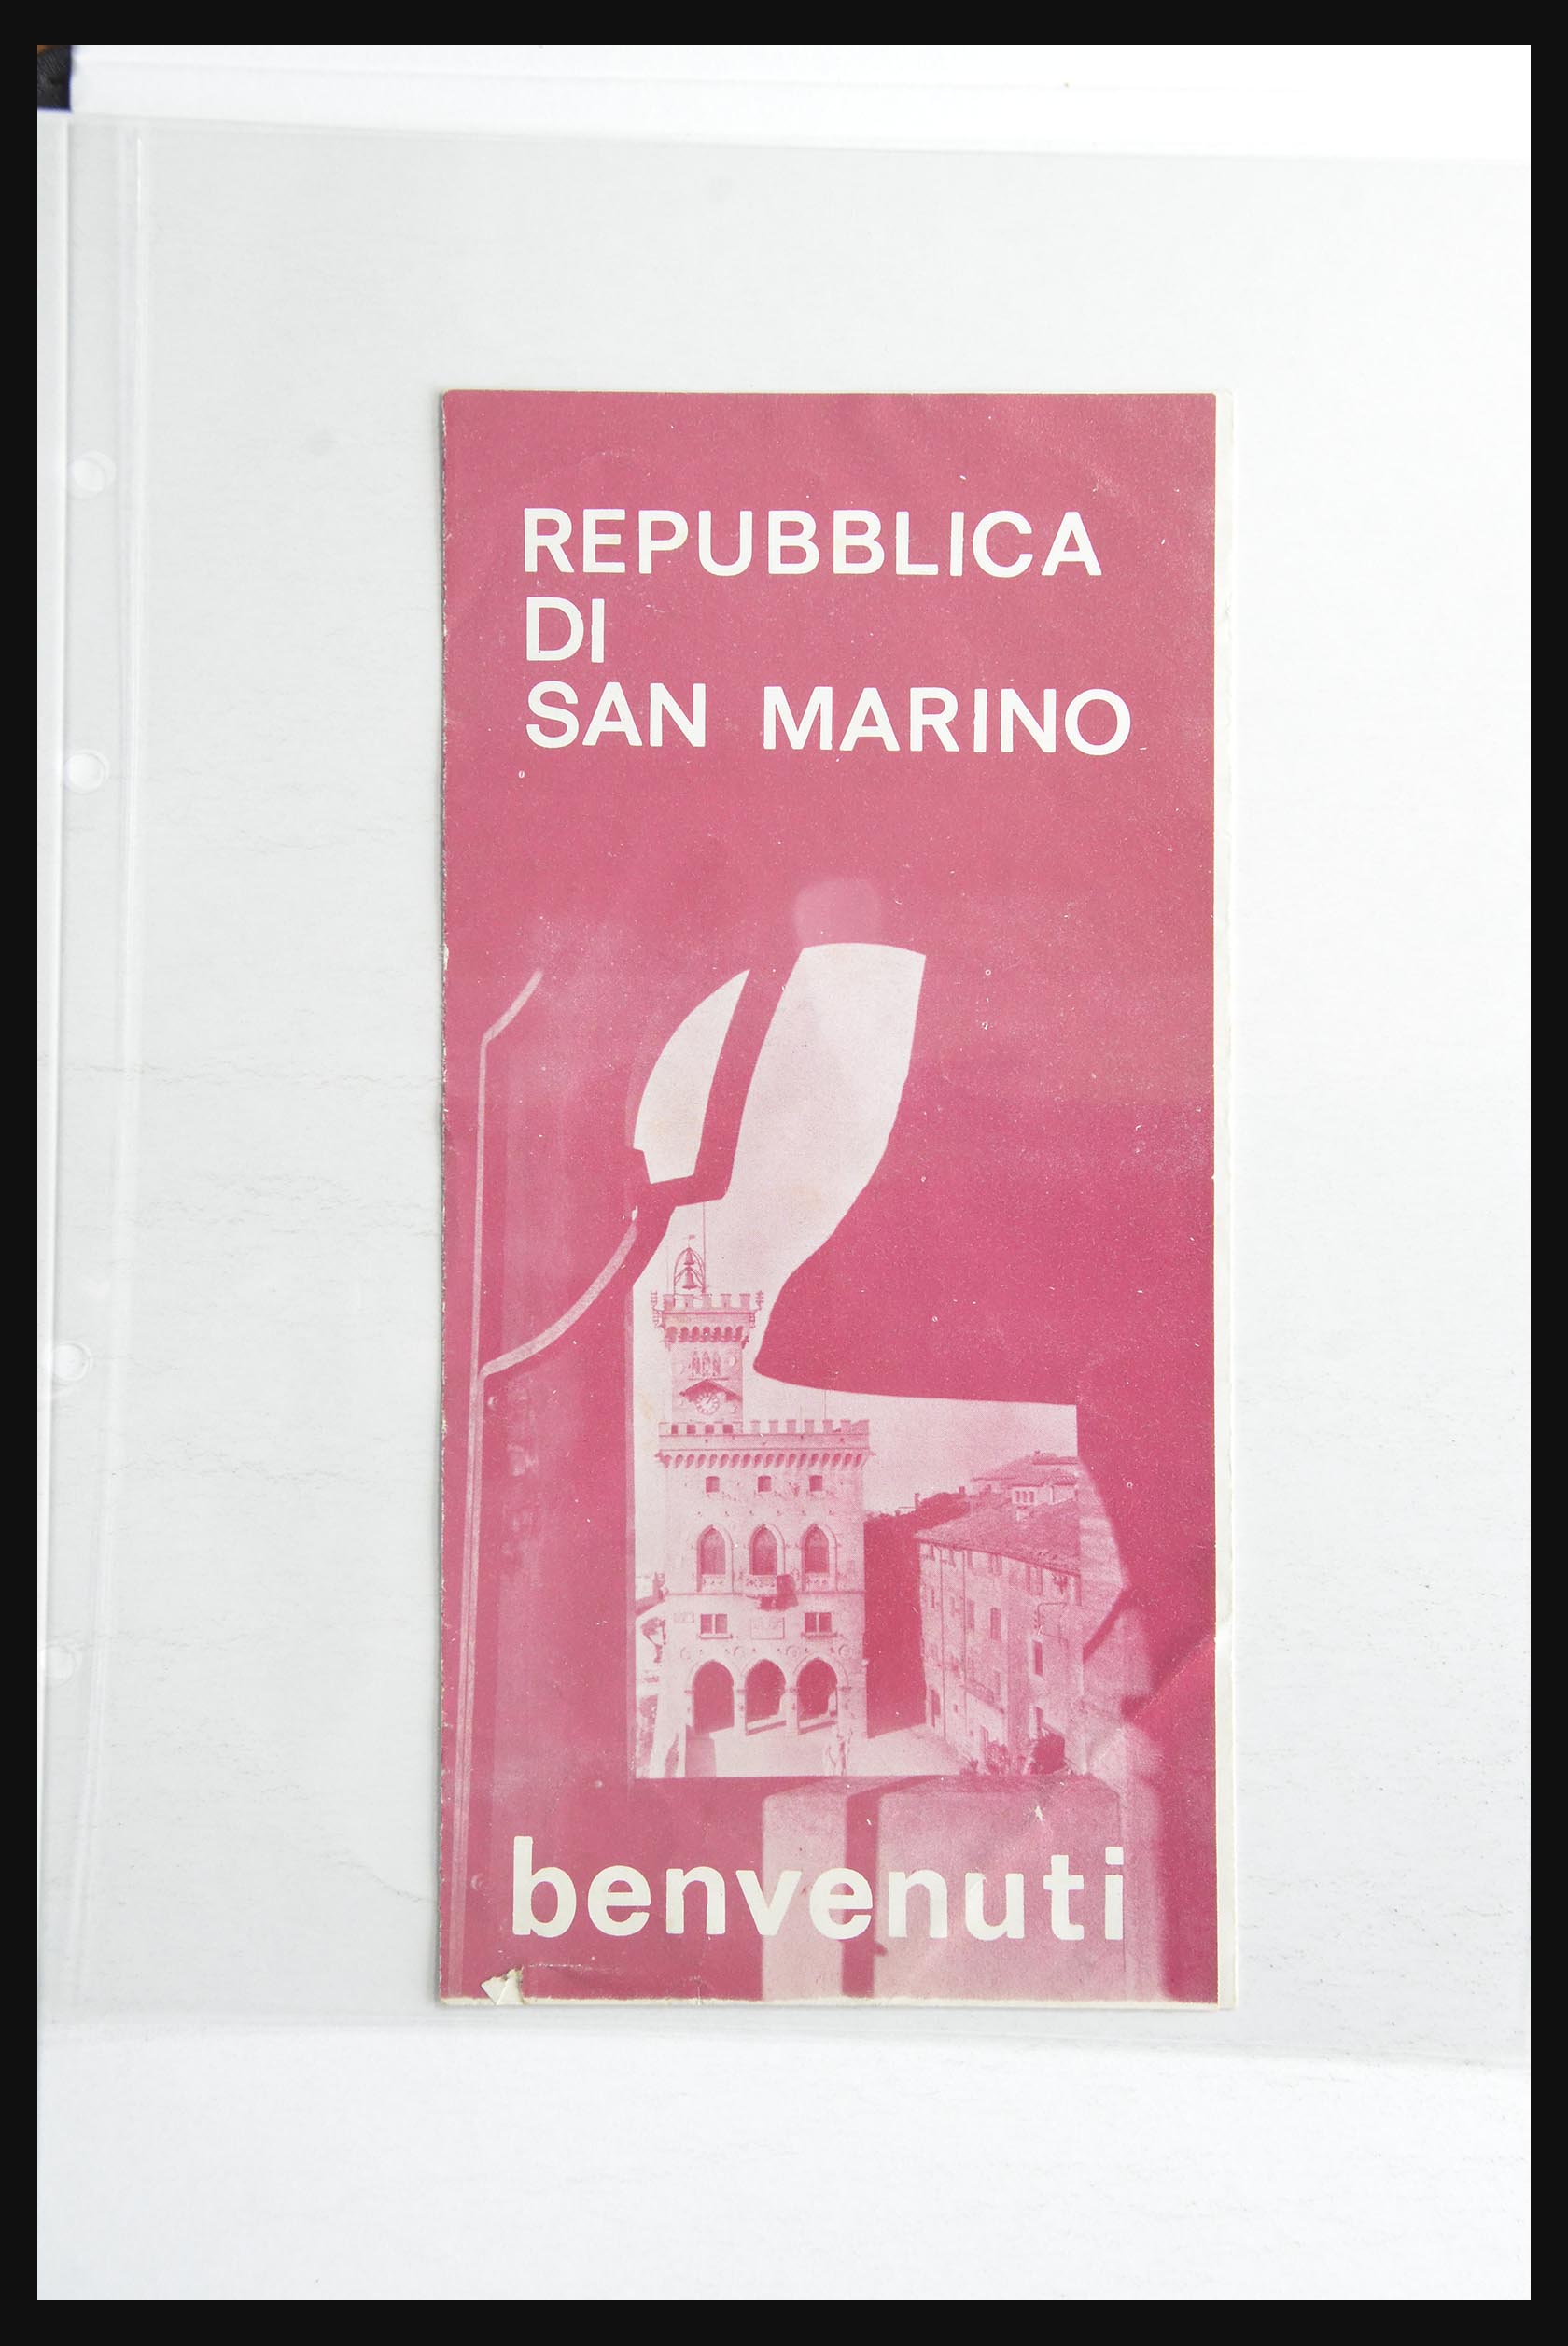 REPUBBLICA
DI
SAN MARINO
benvenuti